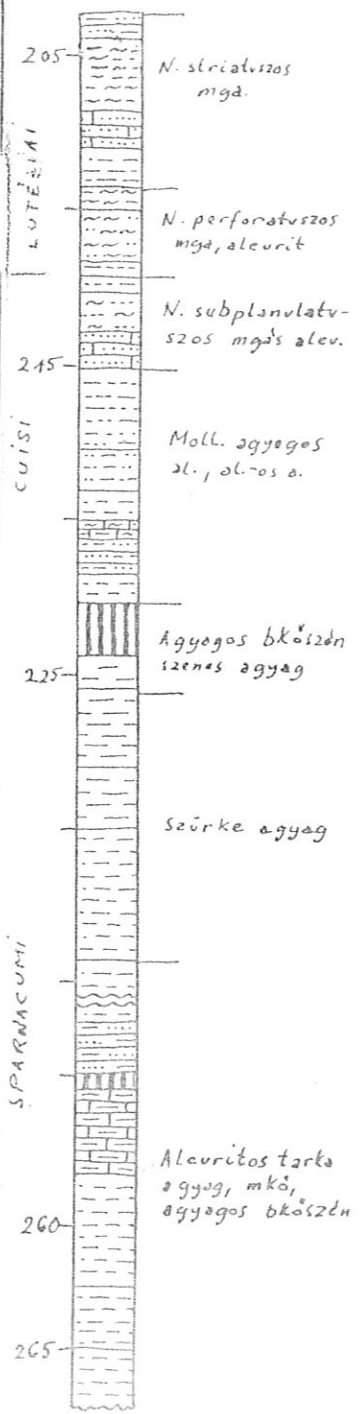 205
N. striatuszos
mga.
LUTÉCIAI
N. perforatuszos
mga, aleurit
N. subplanulatu-
szos mgás alev.
245
CUISI
Moll. agyagos
al., al.-os a.
Agyagos bkőszén
szenes agyag
225
Szürke agyag
SPARNACUMI
Aleuritos tarka
agyag, mkő,
agyagos bkőszén
260
265